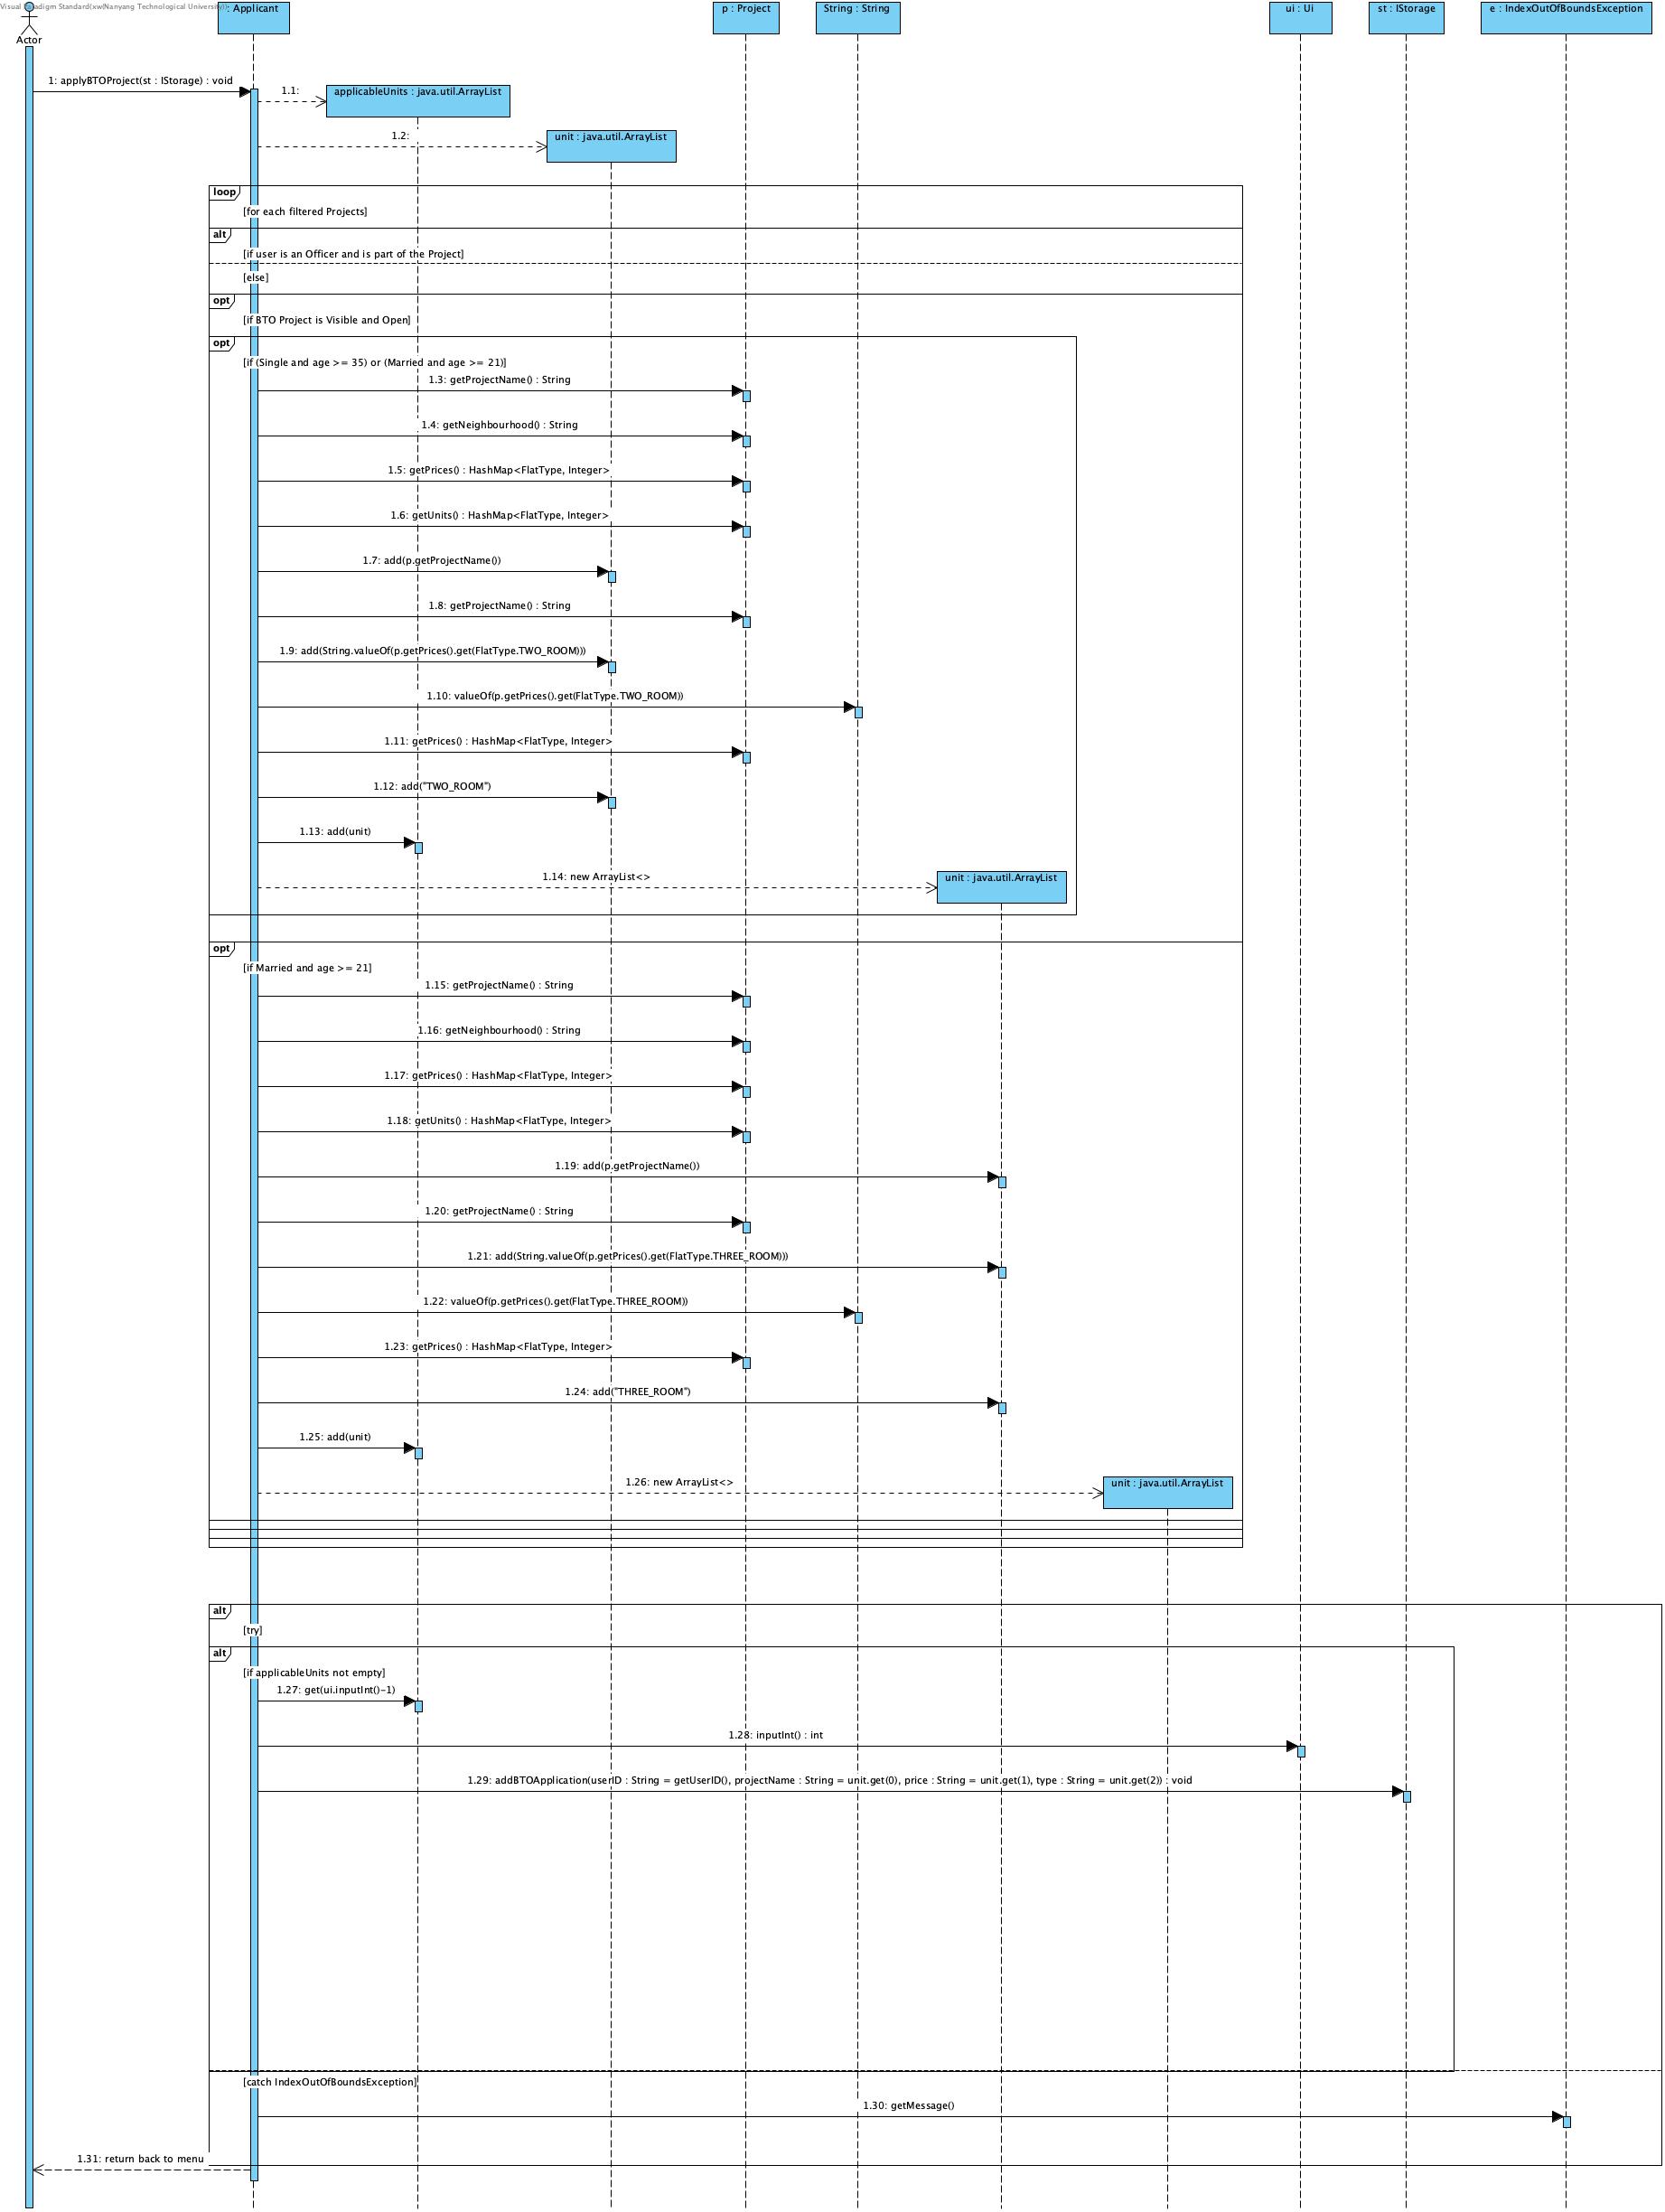 Visual Paradigm Standard(xw(Nanyang Technological University))
Actor
: Applicant
p : Project
String : String
ui : Ui
st : IStorage
e : IndexOutOfBoundsException
1: applyBTOProject(st : IStorage) : void
1.1:
applicableUnits : java.util.ArrayList
1.2:
unit : java.util.ArrayList
loop
[for each filtered Projects]
alt
[if user is an Officer and is part of the Project]
[else]
opt
[if BTO Project is Visible and Open]
opt
[if (Single and age >= 35) or (Married and age >= 21)]
1.3: getProjectName() : String
1.4: getNeighbourhood() : String
1.5: getPrices() : HashMap<FlatType, Integer>
1.6: getUnits() : HashMap<FlatType, Integer>
1.7: add(p.getProjectName())
1.8: getProjectName() : String
1.9: add(String.valueOf(p.getPrices().get(FlatType.TWO_ROOM)))
1.10: valueOf(p.getPrices().get(FlatType.TWO_ROOM))
1.11: getPrices() : HashMap<FlatType, Integer>
1.12: add("TWO_ROOM")
1.13: add(unit)
1.14: new ArrayList<>
unit : java.util.ArrayList
opt
[if Married and age >= 21]
1.15: getProjectName() : String
1.16: getNeighbourhood() : String
1.17: getPrices() : HashMap<FlatType, Integer>
1.18: getUnits() : HashMap<FlatType, Integer>
1.19: add(p.getProjectName())
1.20: getProjectName() : String
1.21: add(String.valueOf(p.getPrices().get(FlatType.THREE_ROOM)))
1.22: valueOf(p.getPrices().get(FlatType.THREE_ROOM))
1.23: getPrices() : HashMap<FlatType, Integer>
1.24: add("THREE_ROOM")
1.25: add(unit)
1.26: new ArrayList<>
unit : java.util.ArrayList
alt
[try]
alt
[if applicableUnits not empty]
1.27: get(ui.inputInt()-1)
1.28: inputInt() : int
1.29: addBTOApplication(userID : String = getUserID(), projectName : String = unit.get(0), price : String = unit.get(1), type : String = unit.get(2)) : void
[catch IndexOutOfBoundsException]
1.30: getMessage()
1.31: return back to menu